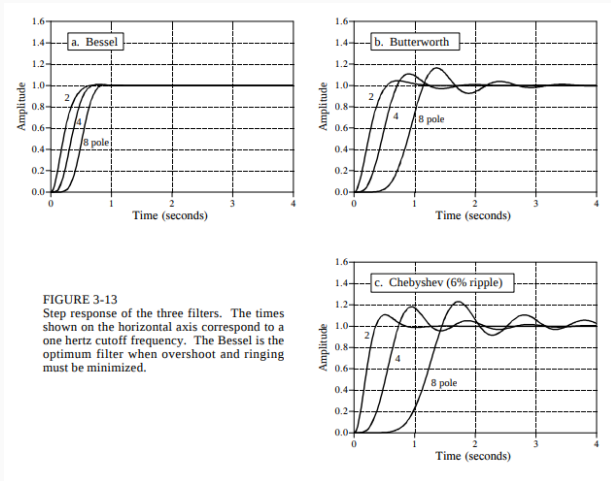 1.6
1.4
1.2
1.0
0.8
0.6
0.4
0.2
0.0
Amplitude
a. Bessel
2
4
8 pole
0
1
2
3
4
Time (seconds)
1.6
1.4
1.2
1.0
0.8
0.6
0.4
0.2
0.0
Amplitude
b. Butterworth
2
4
8 pole
0
1
2
3
4
Time (seconds)
FIGURE 3-13
Step response of the three filters. The times
shown on the horizontal axis correspond to a
one hertz cutoff frequency. The Bessel is the
optimum filter when overshoot and ringing
must be minimized.
1.6
1.4
1.2
1.0
0.8
0.6
0.4
0.2
0.0
Amplitude
c. Chebyshev (6% ripple)
2
4
8 pole
0
1
2
3
4
Time (seconds)